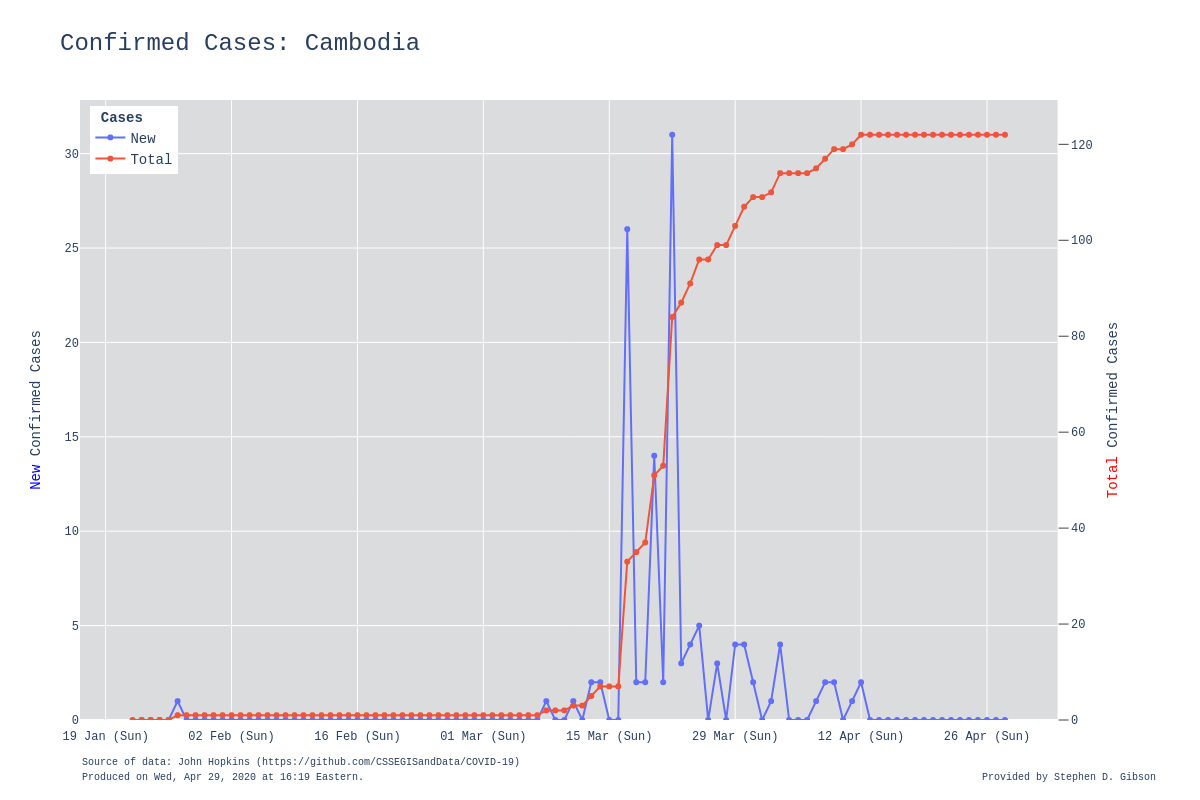 Confirmed Cases: Cambodia
Cases
New
Total
30
25
20
15
10
5
0
New Confirmed Cases
120
100
80
60
40
20
0
Total Confirmed Cases
19 Jan (Sun) 02 Feb (Sun) 16 Feb (Sun) 01 Mar (Sun) 15 Mar (Sun) 29 Mar (Sun) 12 Apr (Sun) 26 Apr (Sun)
Source of data: John Hopkins (https://github.com/CSSEGISandData/COVID-19)
Produced on Wed, Apr 29, 2020 at 16:19 Eastern.
Provided by Stephen D. Gibson